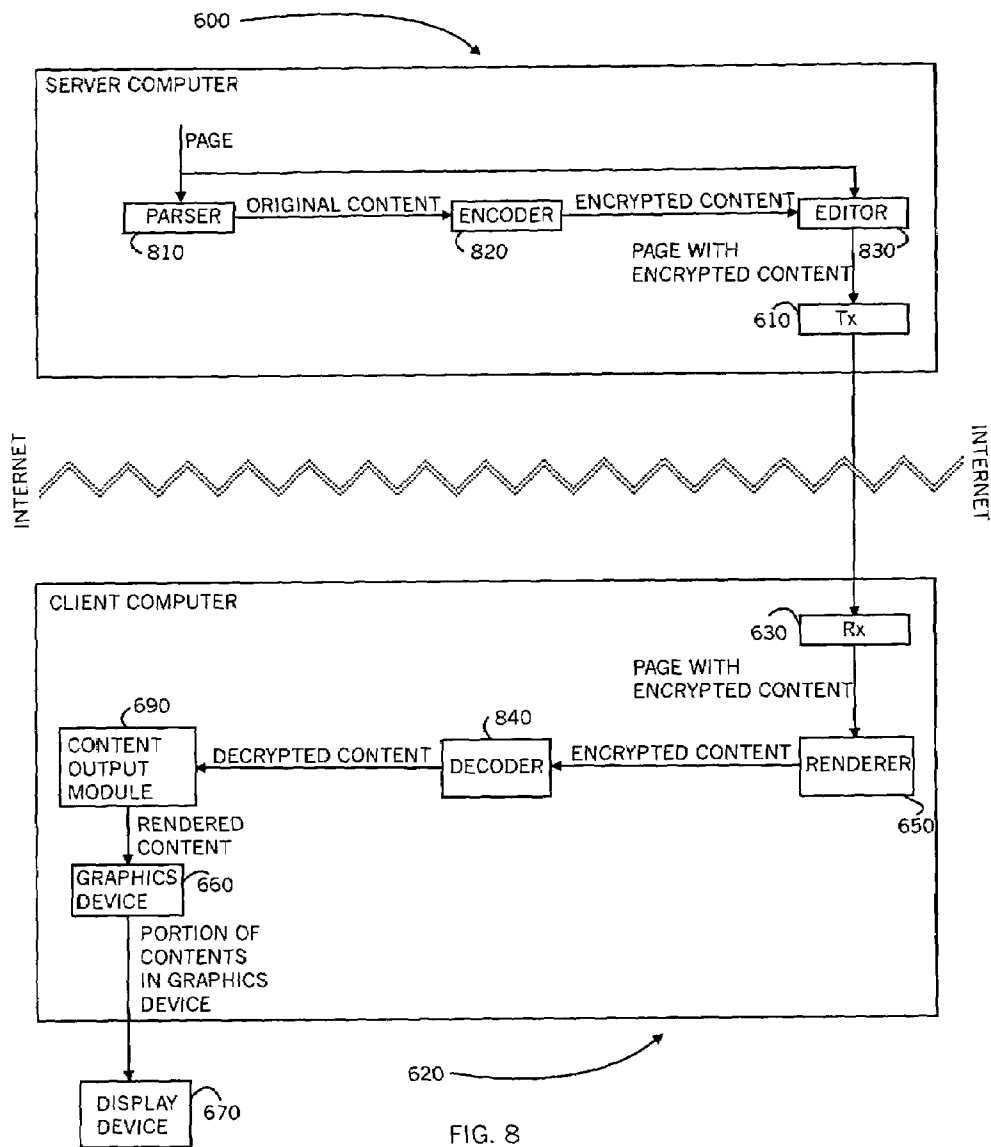 600
SERVER COMPUTER
PAGE
PARSER
810
ORIGINAL CONTENT
ENCODER
820
ENCRYPTED CONTENT
EDITOR
830
PAGE WITH
ENCRYPTED CONTENT
610
Tx
INTERNET
INTERNET
CLIENT COMPUTER
630
Rx
PAGE WITH
ENCRYPTED CONTENT
690
CONTENT
OUTPUT
MODULE
DECRYPTED CONTENT
840
DECODER
ENCRYPTED CONTENT
RENDERER
650
RENDERED
CONTENT
GRAPHICS
DEVICE
660
PORTION OF
CONTENTS
IN GRAPHICS
DEVICE
620
DISPLAY
DEVICE
670
FIG. 8